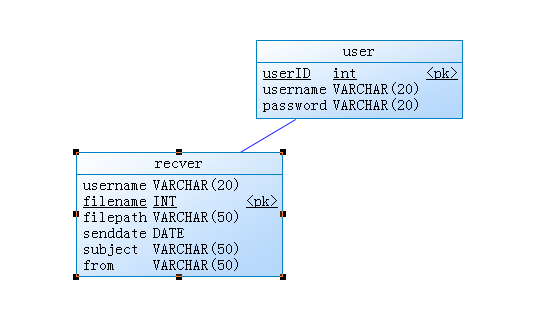 user
userID int <pk>
username VARCHAR(20)
password VARCHAR(20)
recver
username VARCHAR(20)
filename INT <pk>
filepath VARCHAR(50)
senddate DATE
subject VARCHAR(50)
from VARCHAR(50)